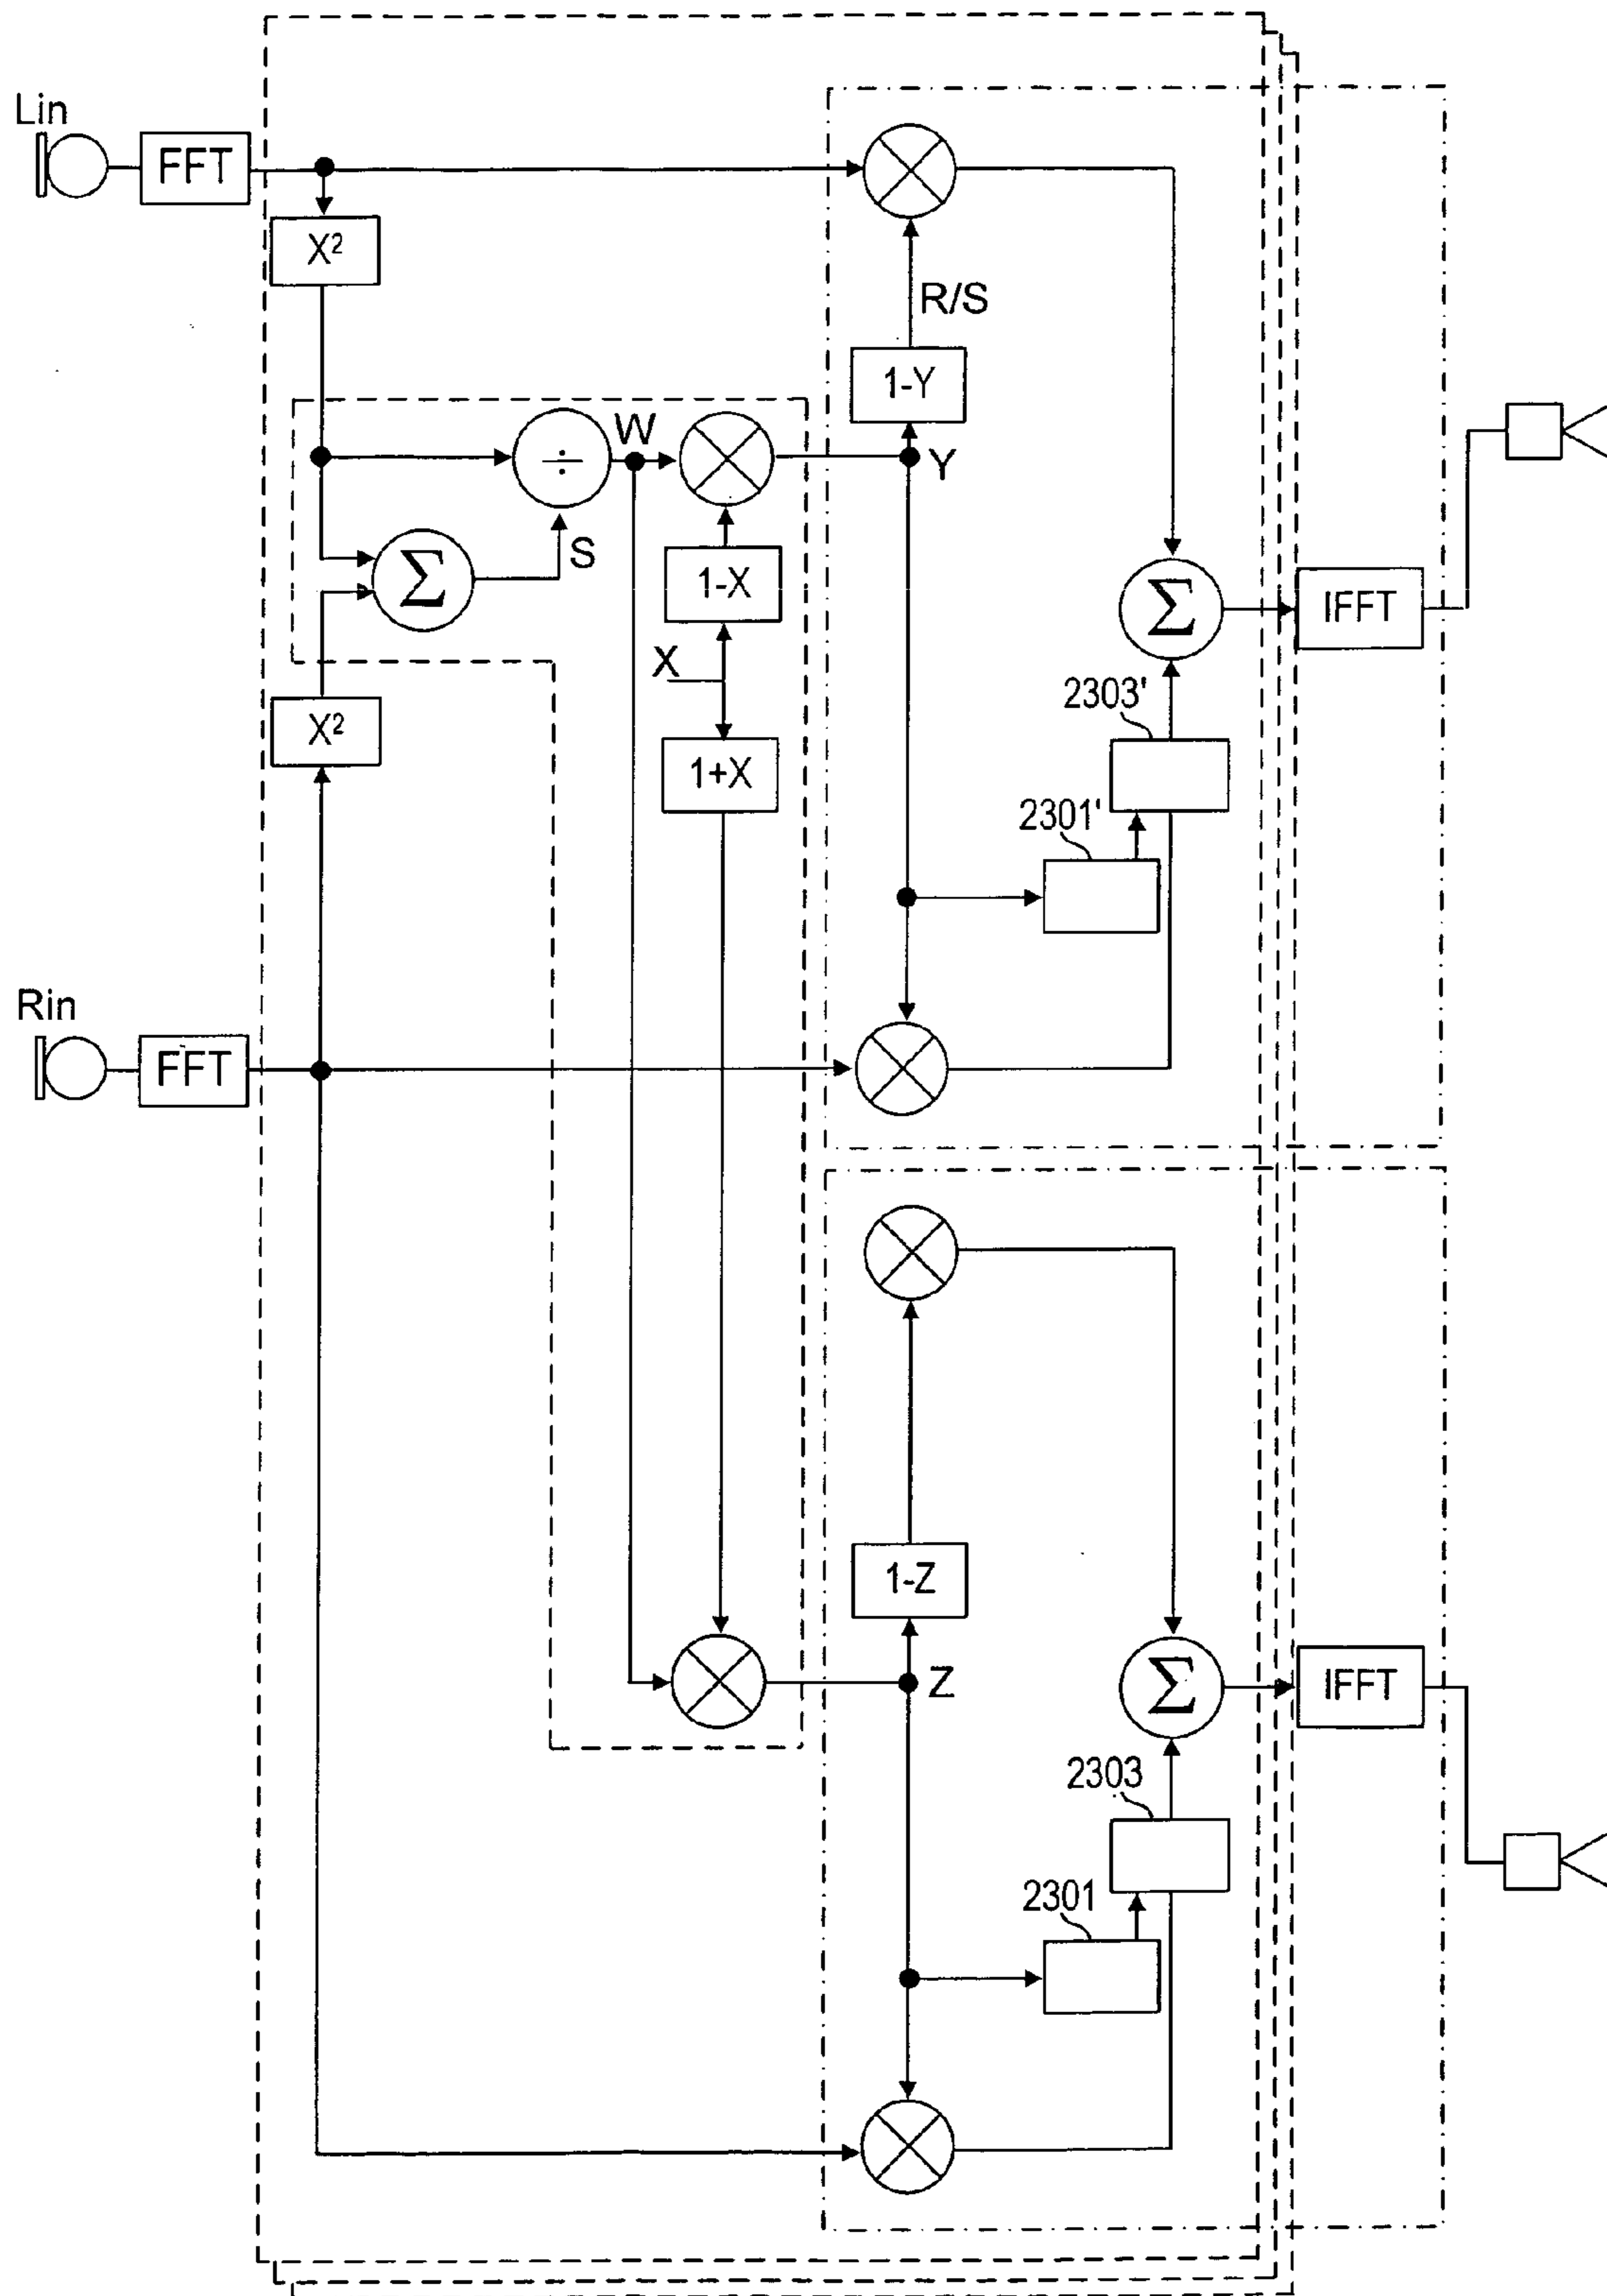 Lin
FFT
X²
R/S
1-Y
W
÷
Y
S
Σ
1-X
X
Σ
IFFT
2303'
X²
1+X
2301'
Rin
FFT
1-Z
Z
Σ
IFFT
2303
2301